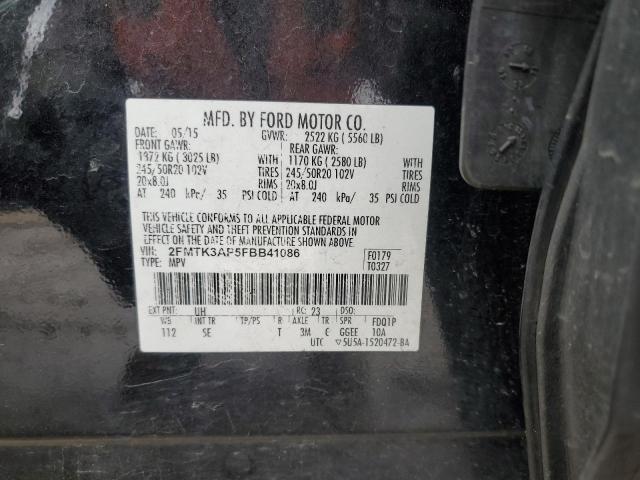 MFD. BY FORD MOTOR CO.
DATE: 05/15 GVWR: 2522 KG ( 5560 LB)
FRONT GAWR: REAR GAWR:
1372 KG ( 3025 LB) WITH 1170 KG ( 2580 LB) WITH
245/50R20 102V TIRES 245/50R20 102V TIRES
20x8.0J RIMS 20x8.0J RIMS
AT 240 kPa/ 35 PSI COLD AT 240 kPa/ 35 PSI COLD
THIS VEHICLE CONFORMS TO ALL APPLICABLE FEDERAL MOTOR
VEHICLE SAFETY AND THEFT PREVENTION STANDARDS
IN EFFECT ON THE DATE OF MANUFACTURE SHOWN ABOVE.
VIN: 2FMTK3AP5FBB41086 F0179
TYPE: MPV T0327
EXT PNT: UH RC: 23 DSO:
WB INT TR TP/PS R AXLE TR SPR FDQ1P
112 SE T 3M C GGEE 10A
UTC ▽5U5A-1520472-BA